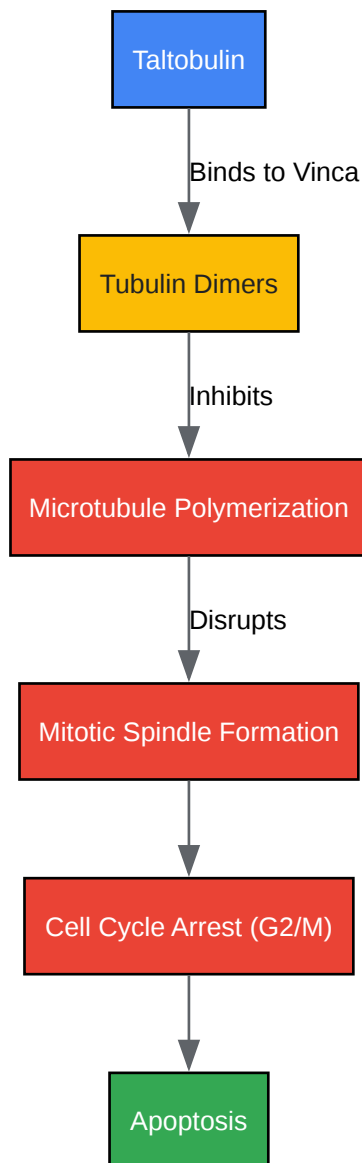 Taltobulin
Binds to Vinca
Tubulin Dimers
Inhibits
Microtubule Polymerization
Disrupts
Mitotic Spindle Formation
Cell Cycle Arrest (G2/M)
Apoptosis